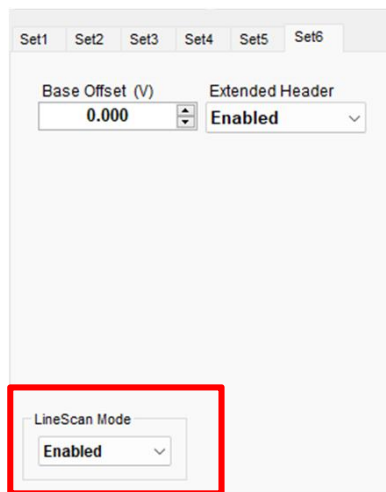 Set1 Set2 Set3 Set4 Set5 Set6
Base Offset (V) Extended Header
0.000 Enabled
LineScan Mode
Enabled